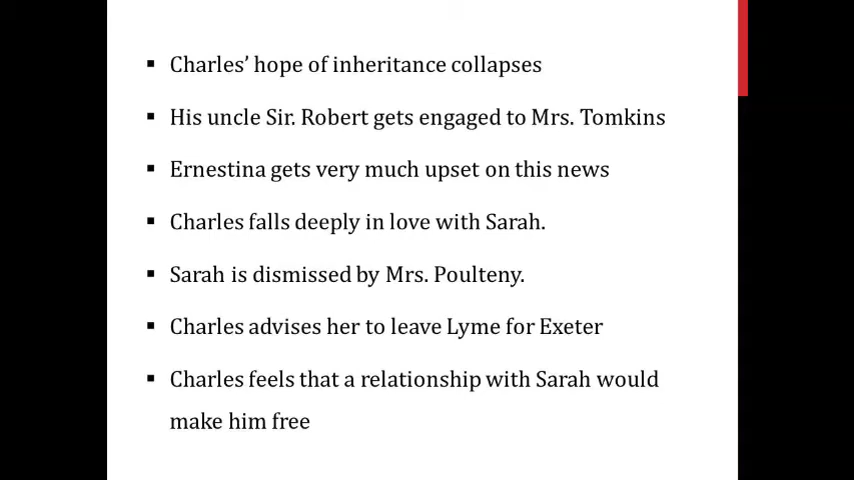 ▪ Charles’ hope of inheritance collapses
▪ His uncle Sir. Robert gets engaged to Mrs. Tomkins
▪ Ernestina gets very much upset on this news
▪ Charles falls deeply in love with Sarah.
▪ Sarah is dismissed by Mrs. Poulteny.
▪ Charles advises her to leave Lyme for Exeter
▪ Charles feels that a relationship with Sarah would
make him free